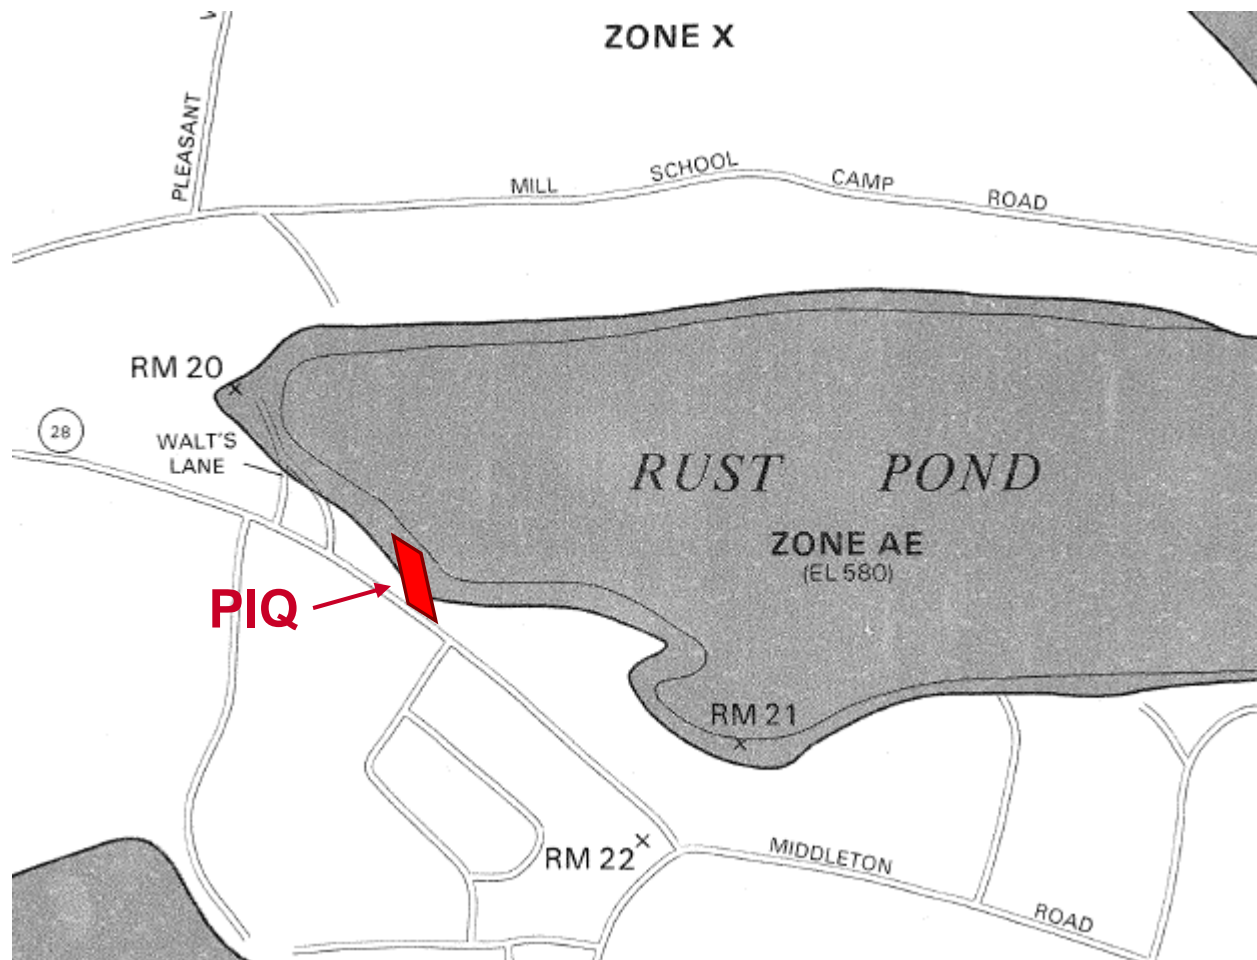 ZONE X
PLEASANT
MILL SCHOOL CAMP ROAD
RM 20
28
WALT'S
LANE
RUST POND
ZONE AE
(EL 580)
PIQ
RM 21
RM 22
MIDDLETON ROAD